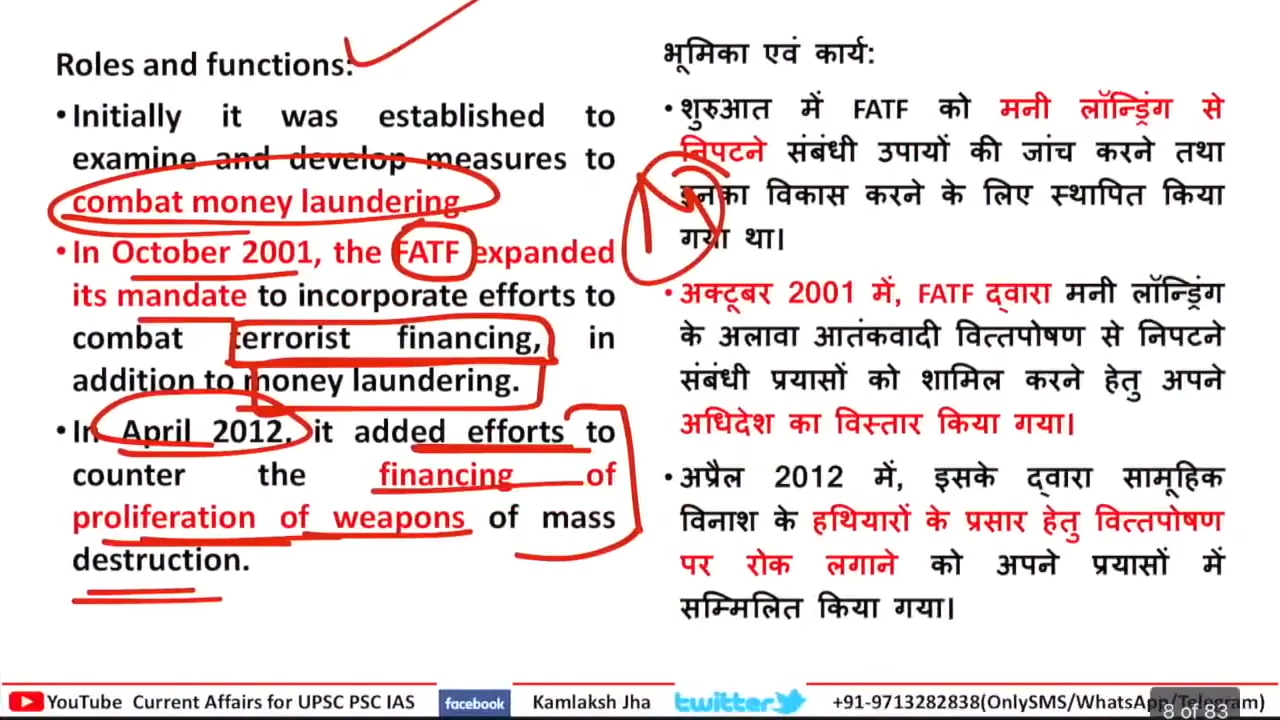 Roles and functions:
•Initially it was established to
examine and develop measures to
combat money laundering.
•In October 2001, the FATF expanded
its mandate to incorporate efforts to
combat terrorist financing, in
addition to money laundering.
•In April 2012, it added efforts to
counter the financing of
proliferation of weapons of mass
destruction.
भूमिका एवं कार्य:
•शुरुआत में FATF को मनी लॉन्ड्रिंग से
निपटने संबंधी उपायों की जांच करने तथा
इनका विकास करने के लिए स्थापित किया
गया था।
•अक्टूबर 2001 में, FATF द्वारा मनी लॉन्ड्रिंग
के अलावा आतंकवादी वित्तपोषण से निपटने
संबंधी प्रयासों को शामिल करने हेतु अपने
अधिदेश का विस्तार किया गया।
•अप्रैल 2012 में, इसके द्वारा सामूहिक
विनाश के हथियारों के प्रसार हेतु वित्तपोषण
पर रोक लगाने को अपने प्रयासों में
सम्मिलित किया गया।
YouTube Current Affairs for UPSC PSC IAS facebook Kamlaksh Jha twitter +91-9713282838(OnlySMS/WhatsApp/Telegram)
8 of 83